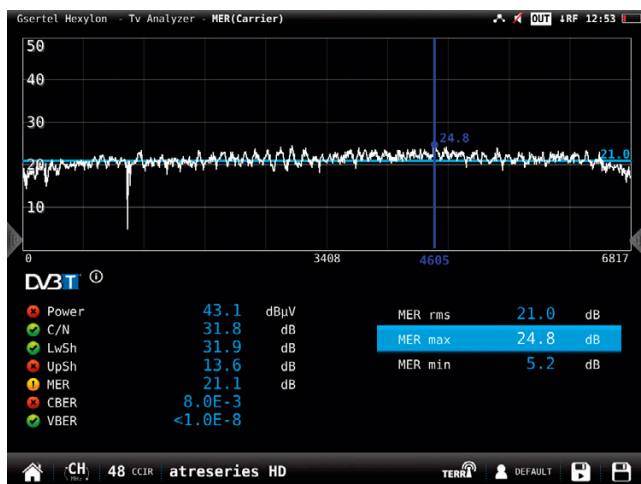 Gsertel Hexylon - Tv Analyzer - MER(Carrier) OUT ↓RF 12:53
50
40
30
24.8
20 21.0
10
0 3408 4605 6817
DVB T i
Power 43.1 dBµV
C/N 31.8 dB
LwSh 31.9 dB
UpSh 13.6 dB
MER 21.1 dB
CBER 8.0E-3
VBER <1.0E-8
MER rms 21.0 dB
MER max 24.8 dB
MER min 5.2 dB
CH MHz 48 CCIR atreseries HD TERR DEFAULT